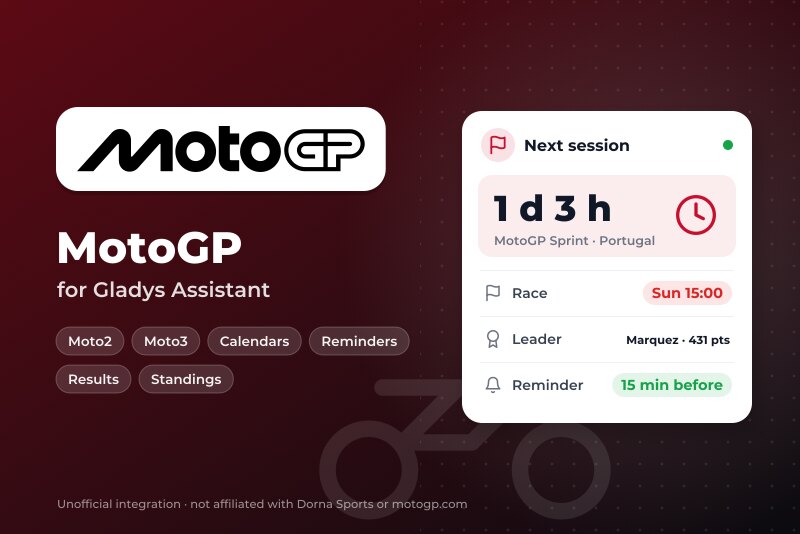 MotoGP
MotoGP
for Gladys Assistant
Moto2
Moto3
Calendars
Reminders
Results
Standings
Next session
1 d 3 h
MotoGP Sprint · Portugal
Race
Sun 15:00
Leader
Marquez · 431 pts
Reminder
15 min before
Unofficial integration · not affiliated with Dorna Sports or motogp.com